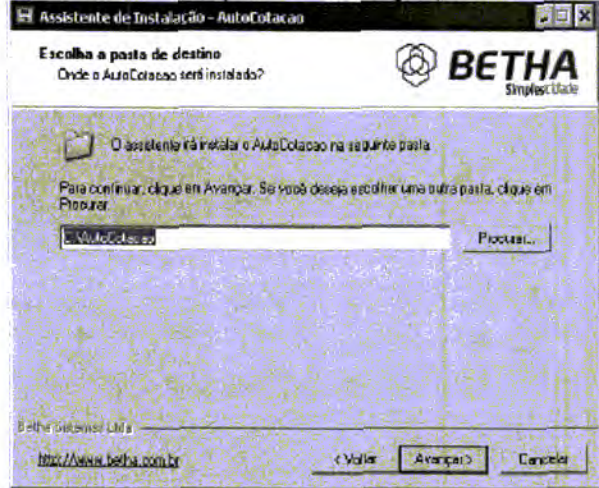 Assistente de Instalação - AutoCotacao
Escolha a pasta de destino
Onde o AutoCotacao será instalado?
BETHA
Simples Cidade
O assistente irá instalar o AutoCotacao na seguinte pasta.
Para continuar, clique em Avançar. Se você deseja escolher uma outra pasta, clique em
Procurar.
C:\AutoCotacao
Procurar...
Betha Sistemas Ltda
http://www.betha.com.br
< Voltar
Avançar >
Cancelar